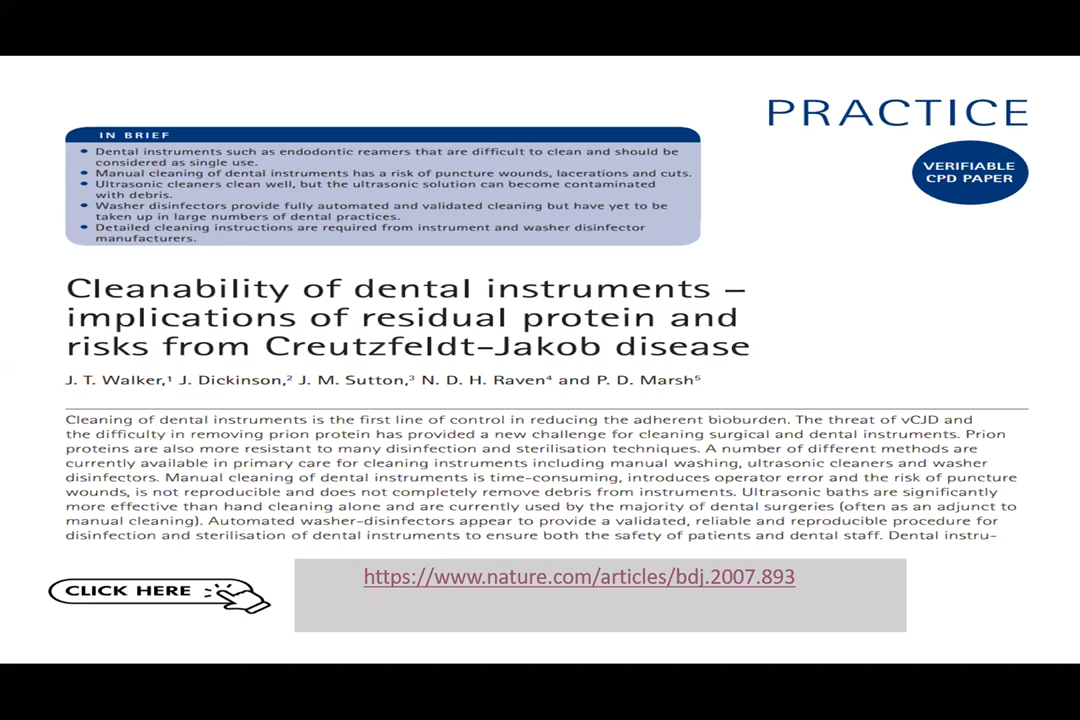 PRACTICE
IN BRIEF
• Dental instruments such as endodontic reamers that are difficult to clean and should be
considered as single use.
• Manual cleaning of dental instruments has a risk of puncture wounds, lacerations and cuts.
• Ultrasonic cleaners clean well, but the ultrasonic solution can become contaminated
with debris.
• Washer disinfectors provide fully automated and validated cleaning but have yet to be
taken up in large numbers of dental practices.
• Detailed cleaning instructions are required from instrument and washer disinfector
manufacturers.
VERIFIABLE
CPD PAPER
Cleanability of dental instruments –
implications of residual protein and
risks from Creutzfeldt-Jakob disease
J. T. Walker,¹ J. Dickinson,² J. M. Sutton,³ N. D. H. Raven⁴ and P. D. Marsh⁵
Cleaning of dental instruments is the first line of control in reducing the adherent bioburden. The threat of vCJD and
the difficulty in removing prion protein has provided a new challenge for cleaning surgical and dental instruments. Prion
proteins are also more resistant to many disinfection and sterilisation techniques. A number of different methods are
currently available in primary care for cleaning instruments including manual washing, ultrasonic cleaners and washer
disinfectors. Manual cleaning of dental instruments is time-consuming, introduces operator error and the risk of puncture
wounds, is not reproducible and does not completely remove debris from instruments. Ultrasonic baths are significantly
more effective than hand cleaning alone and are currently used by the majority of dental surgeries (often as an adjunct to
manual cleaning). Automated washer-disinfectors appear to provide a validated, reliable and reproducible procedure for
disinfection and sterilisation of dental instruments to ensure both the safety of patients and dental staff. Dental instru-
CLICK HERE
https://www.nature.com/articles/bdj.2007.893